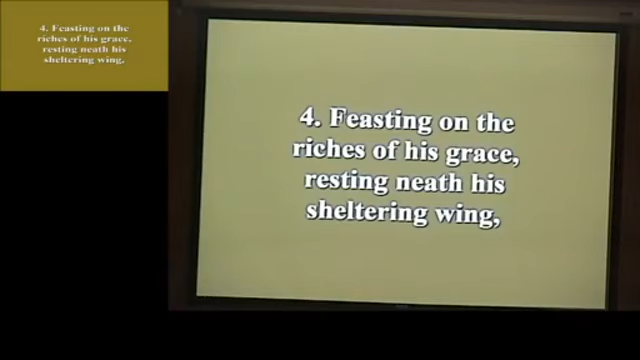 4. Feasting on the
riches of his grace,
resting neath his
sheltering wing,
4. Feasting on the
riches of his grace,
resting neath his
sheltering wing,